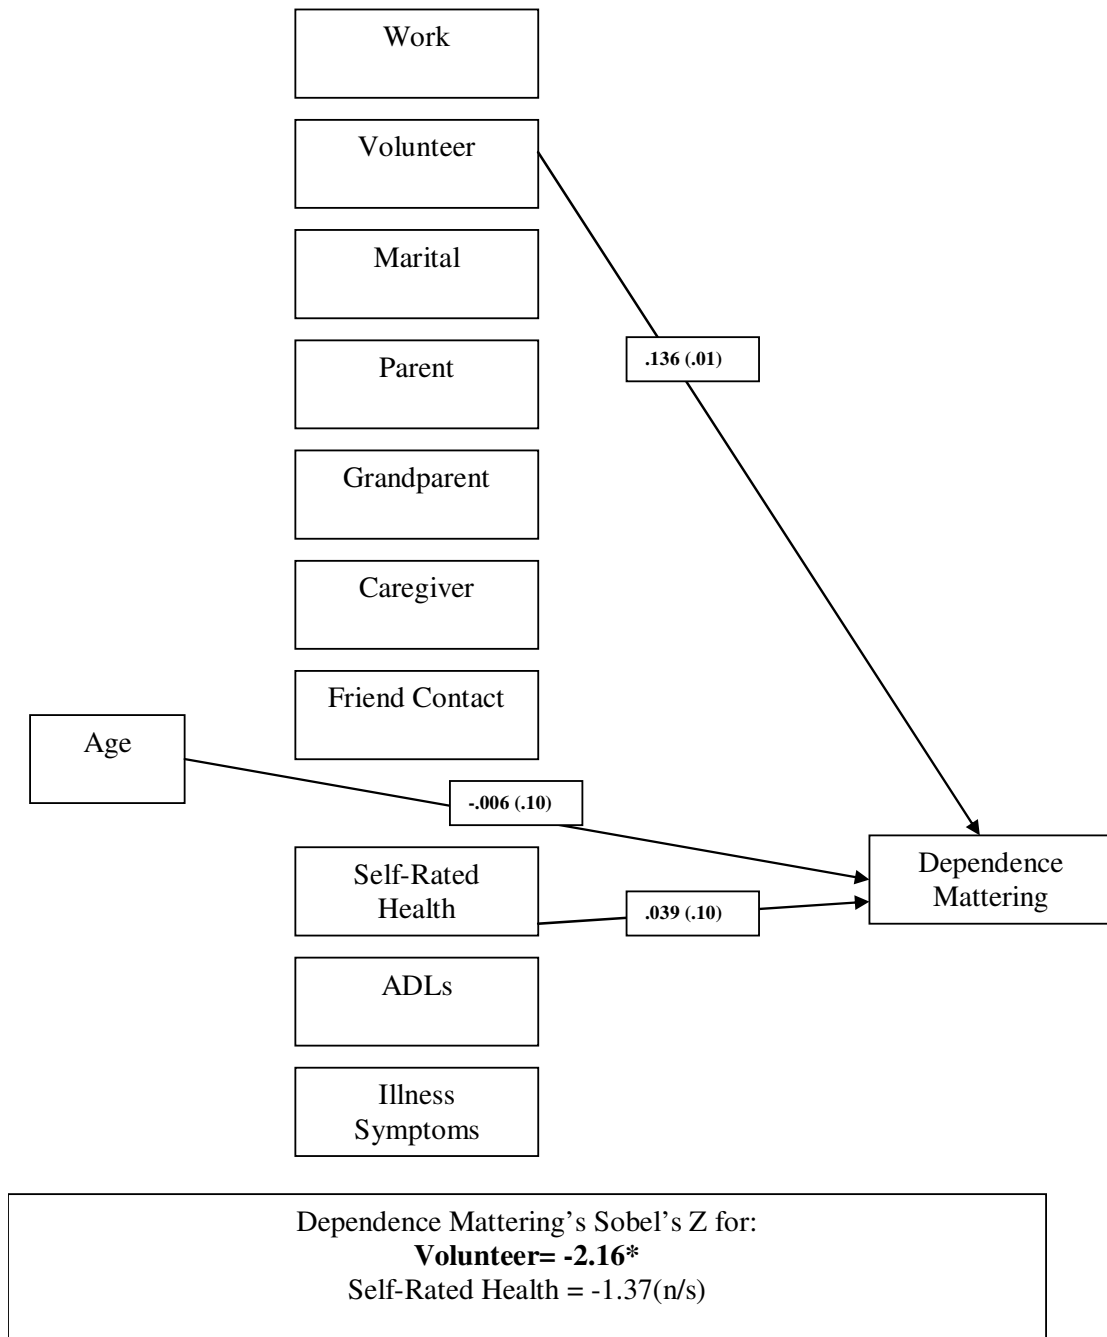 Work
Volunteer
Marital
.136 (.01)
Parent
Grandparent
Caregiver
Friend Contact
Age
-.006 (.10)
Self-Rated
Health
Dependence
Mattering
.039 (.10)
ADLs
Illness
Symptoms
Dependence Mattering’s Sobel’s Z for:
Volunteer= -2.16*
Self-Rated Health = -1.37(n/s)